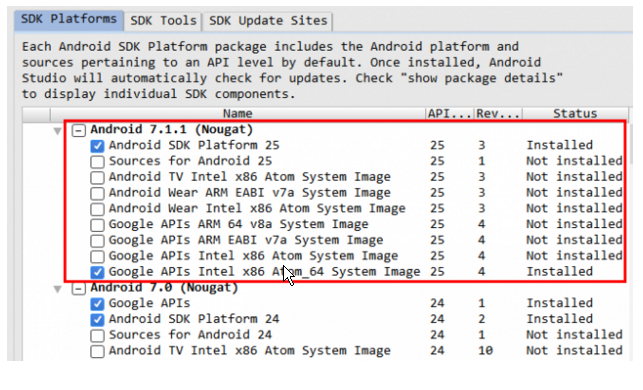 SDK Platforms SDK Tools SDK Update Sites
Each Android SDK Platform package includes the Android platform and
sources pertaining to an API level by default. Once installed, Android
Studio will automatically check for updates. Check "show package details"
to display individual SDK components.
Name API... Rev... Status
Android 7.1.1 (Nougat)
Android SDK Platform 25 25 3 Installed
Sources for Android 25 25 1 Not installed
Android TV Intel x86 Atom System Image 25 3 Not installed
Android Wear ARM EABI v7a System Image 25 3 Not installed
Android Wear Intel x86 Atom System Image 25 3 Not installed
Google APIs ARM 64 v8a System Image 25 4 Not installed
Google APIs ARM EABI v7a System Image 25 4 Not installed
Google APIs Intel x86 Atom System Image 25 4 Not installed
Google APIs Intel x86 Atom_64 System Image 25 4 Installed
Android 7.0 (Nougat)
Google APIs 24 1 Installed
Android SDK Platform 24 24 2 Installed
Sources for Android 24 24 1 Not installed
Android TV Intel x86 Atom System Image 24 10 Not installed